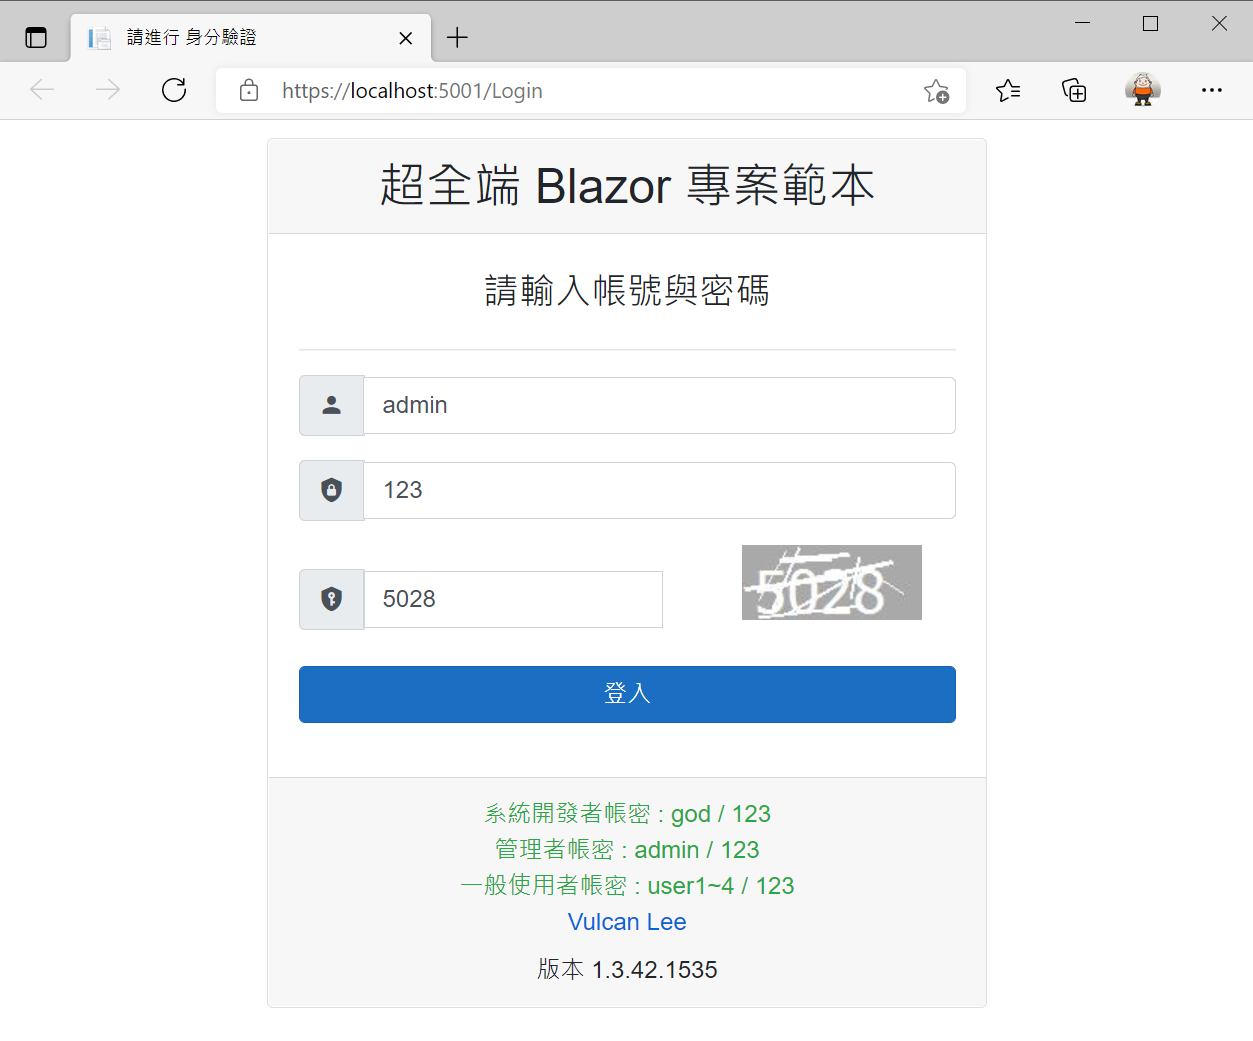 請進行 身分驗證
https://localhost:5001/Login
超全端 Blazor 專案範本
請輸入帳號與密碼
admin
123
5028
5028
登入
系統開發者帳密 : god / 123
管理者帳密 : admin / 123
一般使用者帳密 : user1~4 / 123
Vulcan Lee
版本 1.3.42.1535